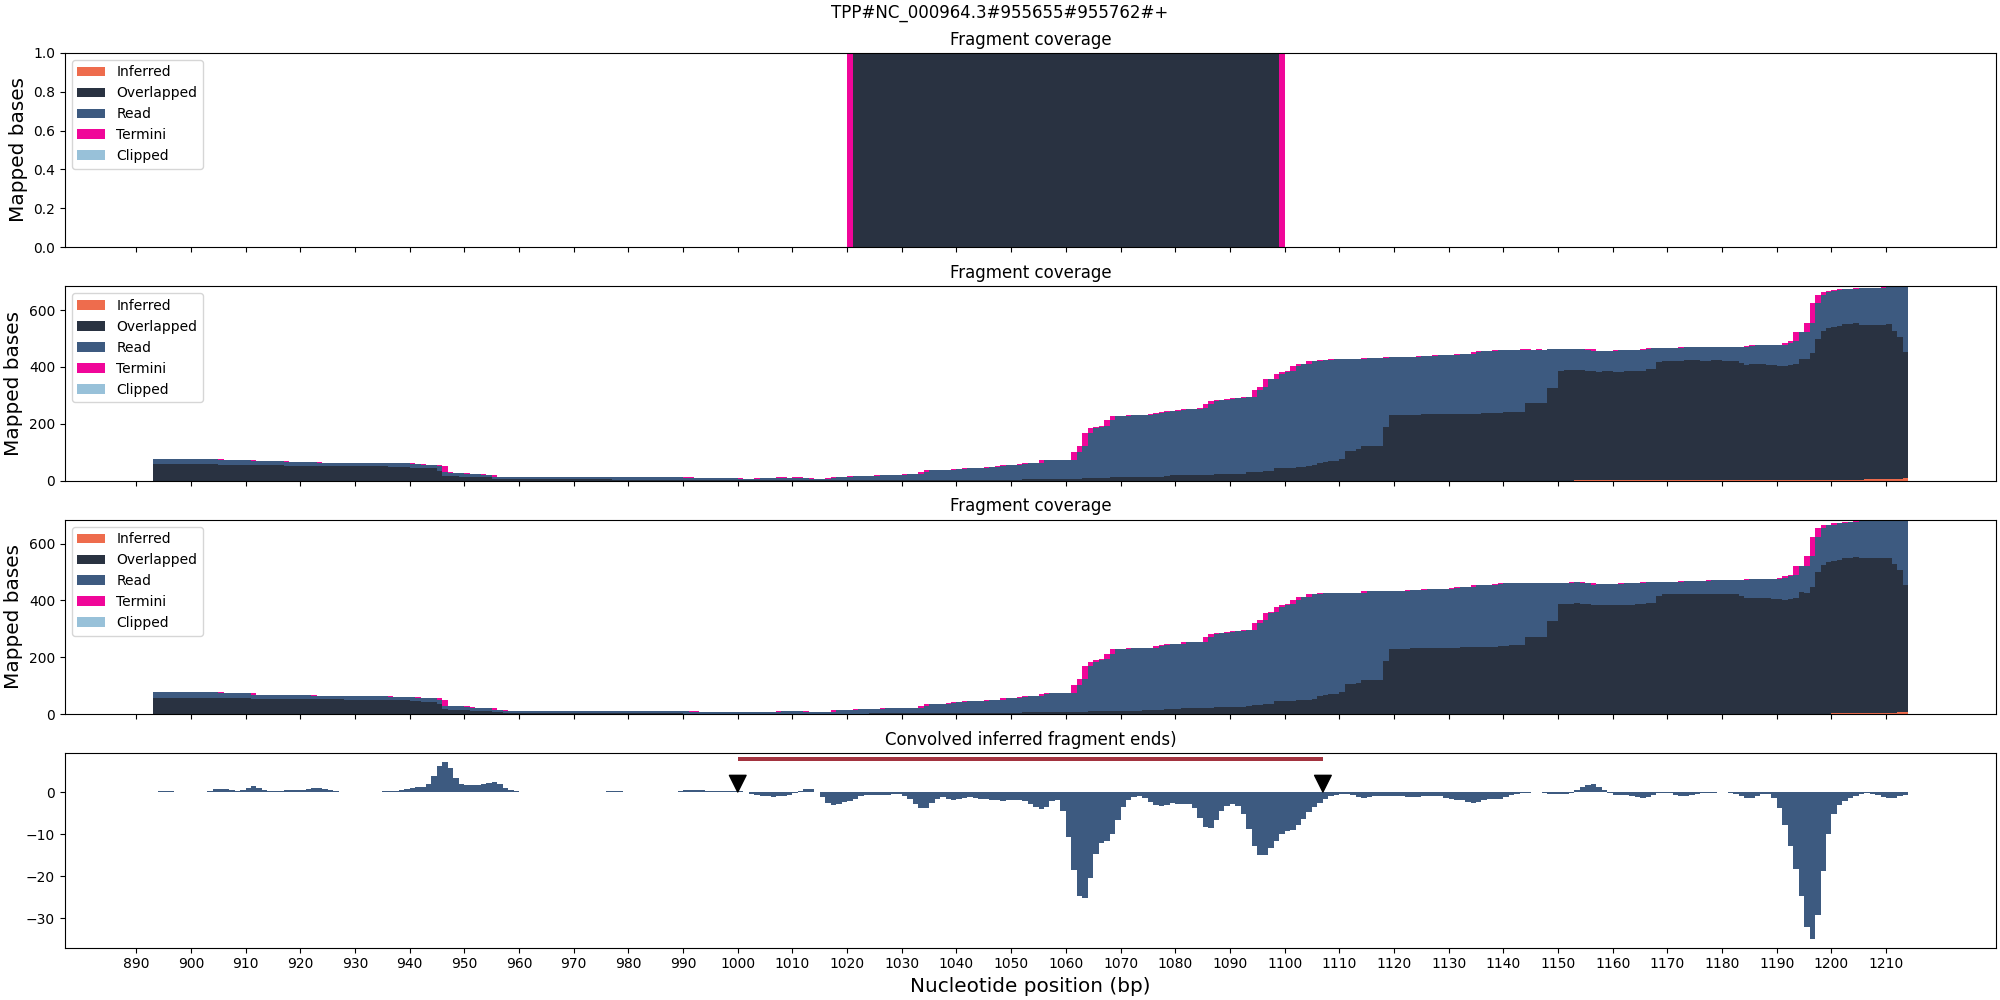 TPP#NC_000964.3#955655#955762#+
Fragment coverage
Mapped bases
1.0
0.8
0.6
0.4
0.2
0.0
Inferred
Overlapped
Read
Termini
Clipped
Fragment coverage
Mapped bases
600
400
200
0
Inferred
Overlapped
Read
Termini
Clipped
Fragment coverage
Mapped bases
600
400
200
0
Inferred
Overlapped
Read
Termini
Clipped
Convolved inferred fragment ends)
0
−10
−20
−30
890 900 910 920 930 940 950 960 970 980 990 1000 1010 1020 1030 1040 1050 1060 1070 1080 1090 1100 1110 1120 1130 1140 1150 1160 1170 1180 1190 1200 1210
Nucleotide position (bp)